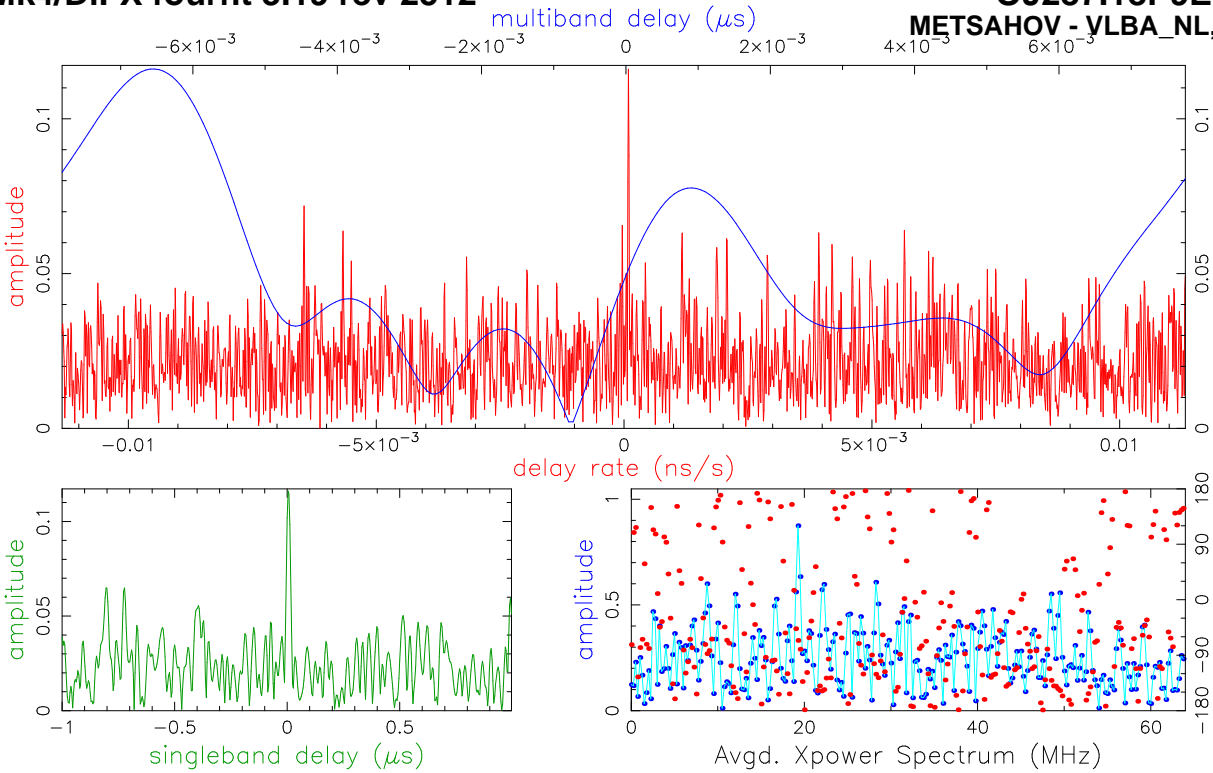 multiband delay (μs)
METSAHOV - VLBA_NL,
−6×10⁻³ −4×10⁻³ −2×10⁻³ 0 2×10⁻³ 4×10⁻³ 6×10⁻³
amplitude
0 0.05 0.1
0 0.05 0.1
−0.01 −5×10⁻³ 0 5×10⁻³ 0.01
delay rate (ns/s)
amplitude
0 0.05 0.1
−1 −0.5 0 0.5
singleband delay (μs)
amplitude
0 0.5 1
−180 −90 0 90 180
0 20 40 60
Avgd. Xpower Spectrum (MHz)